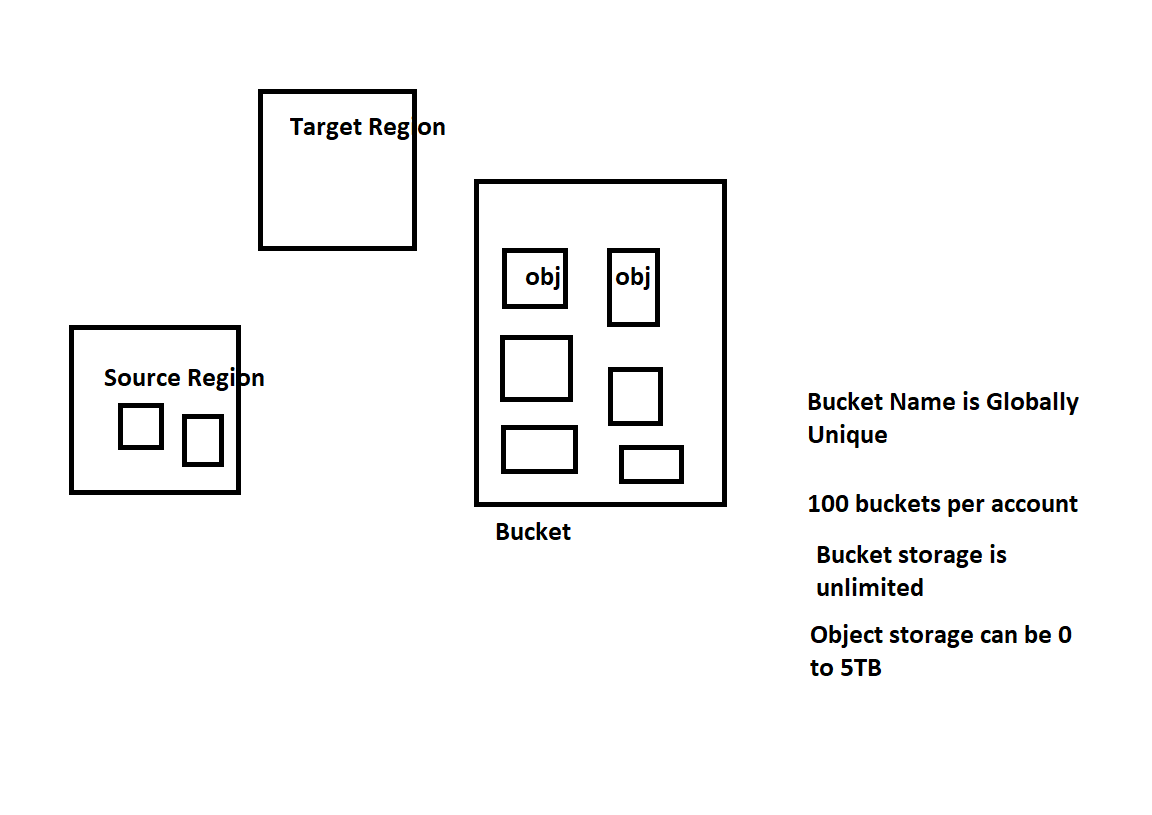 Target Region
obj
obj
Source Region
Bucket Name is Globally
Unique
100 buckets per account
Bucket
Bucket storage is
unlimited
Object storage can be 0
to 5TB